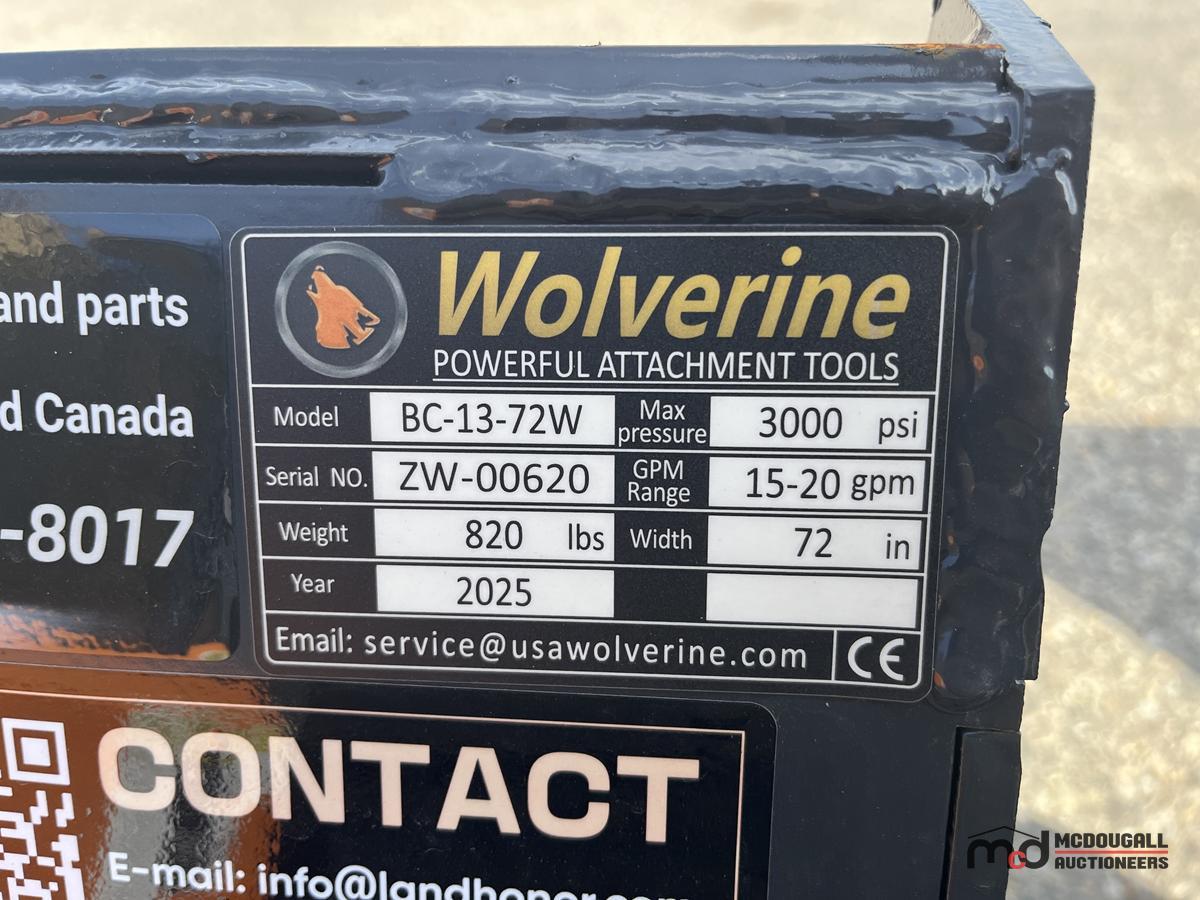 and parts
d Canada
-8017
Wolverine
POWERFUL ATTACHMENT TOOLS
Model BC-13-72W Max pressure 3000 psi
Serial NO. ZW-00620 GPM Range 15-20 gpm
Weight 820 lbs Width 72 in
Year 2025
Email: service@usawolverine.com CE
CONTACT
E-mail: info@landhonor.com
mcd MCDOUGALL
AUCTIONEERS